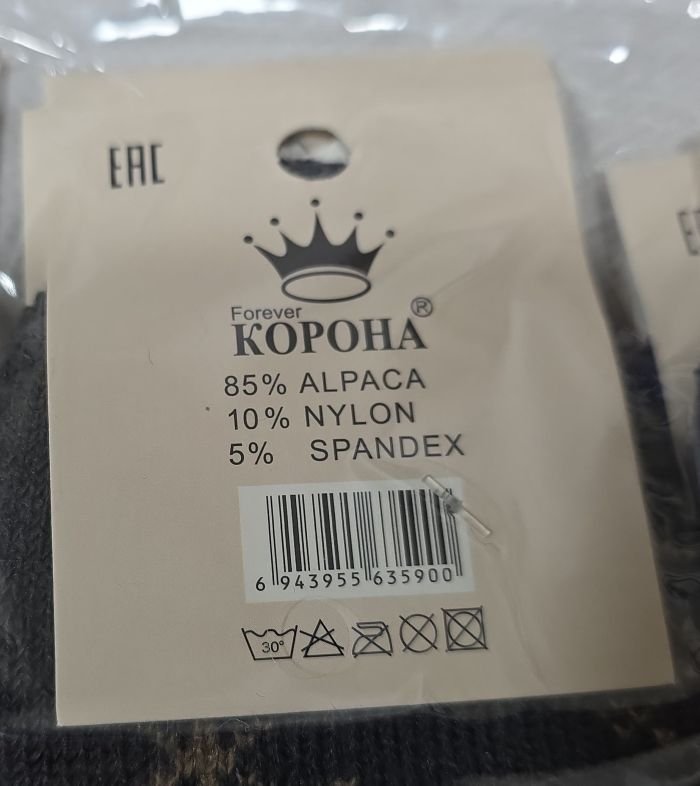 EAC
Forever
КОРОНА®
85% ALPACA
10% NYLON
5% SPANDEX
6 943955 635900
30°